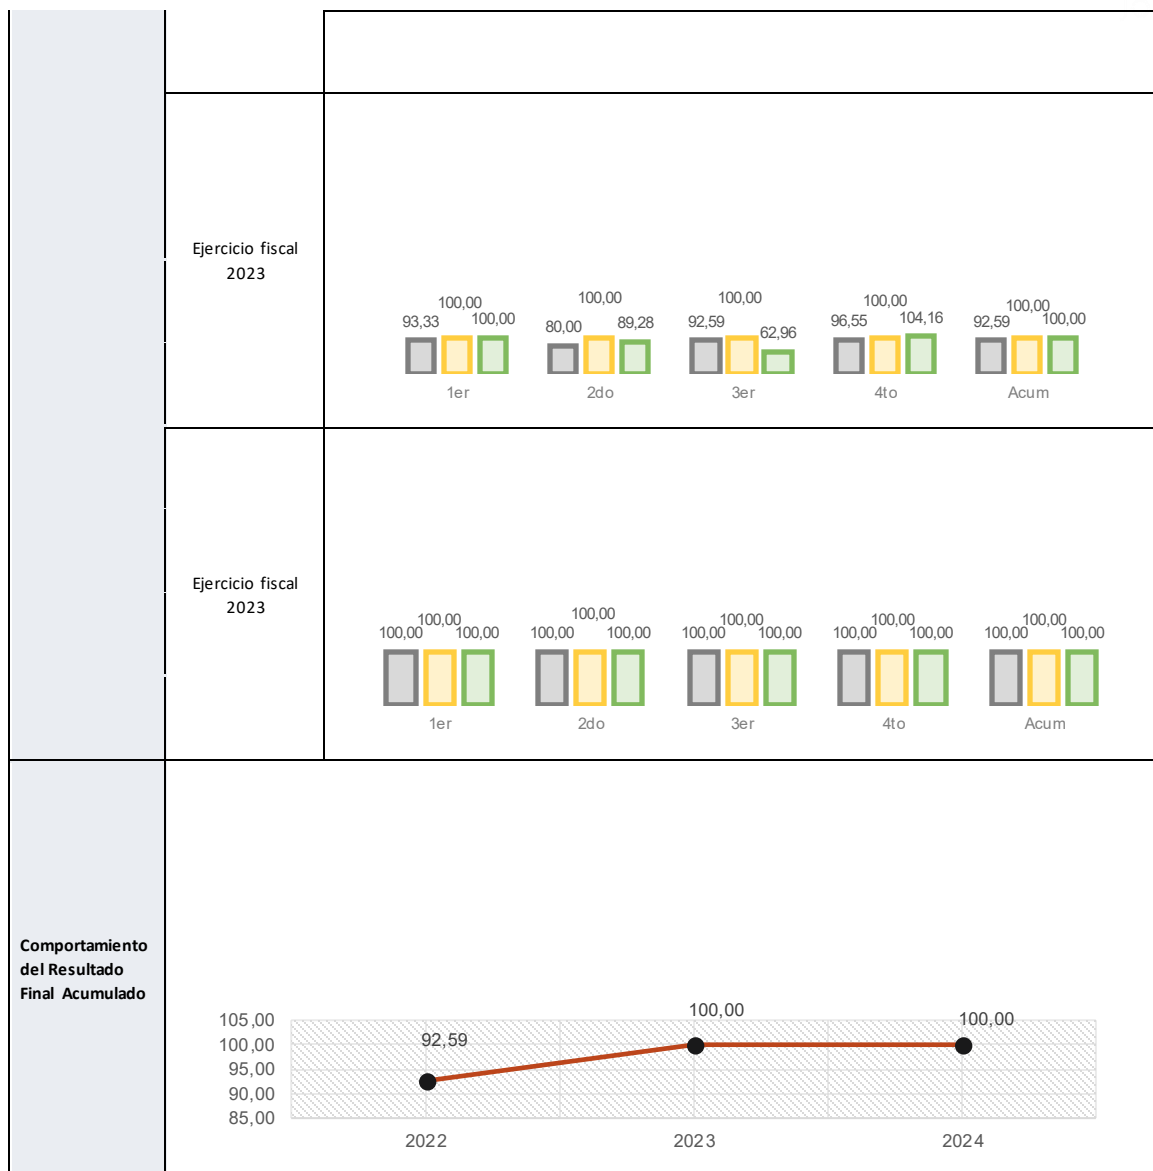 Ejercicio fiscal
2023
93,33 100,00 100,00
80,00 100,00 89,28
92,59 100,00 62,96
96,55 100,00 104,16
92,59 100,00 100,00
1er 2do 3er 4to Acum
Ejercicio fiscal
2023
100,00 100,00 100,00
100,00 100,00 100,00
100,00 100,00 100,00
100,00 100,00 100,00
100,00 100,00 100,00
1er 2do 3er 4to Acum
Comportamiento
del Resultado
Final Acumulado
105,00
100,00
95,00
90,00
85,00
92,59
100,00
100,00
2022 2023 2024